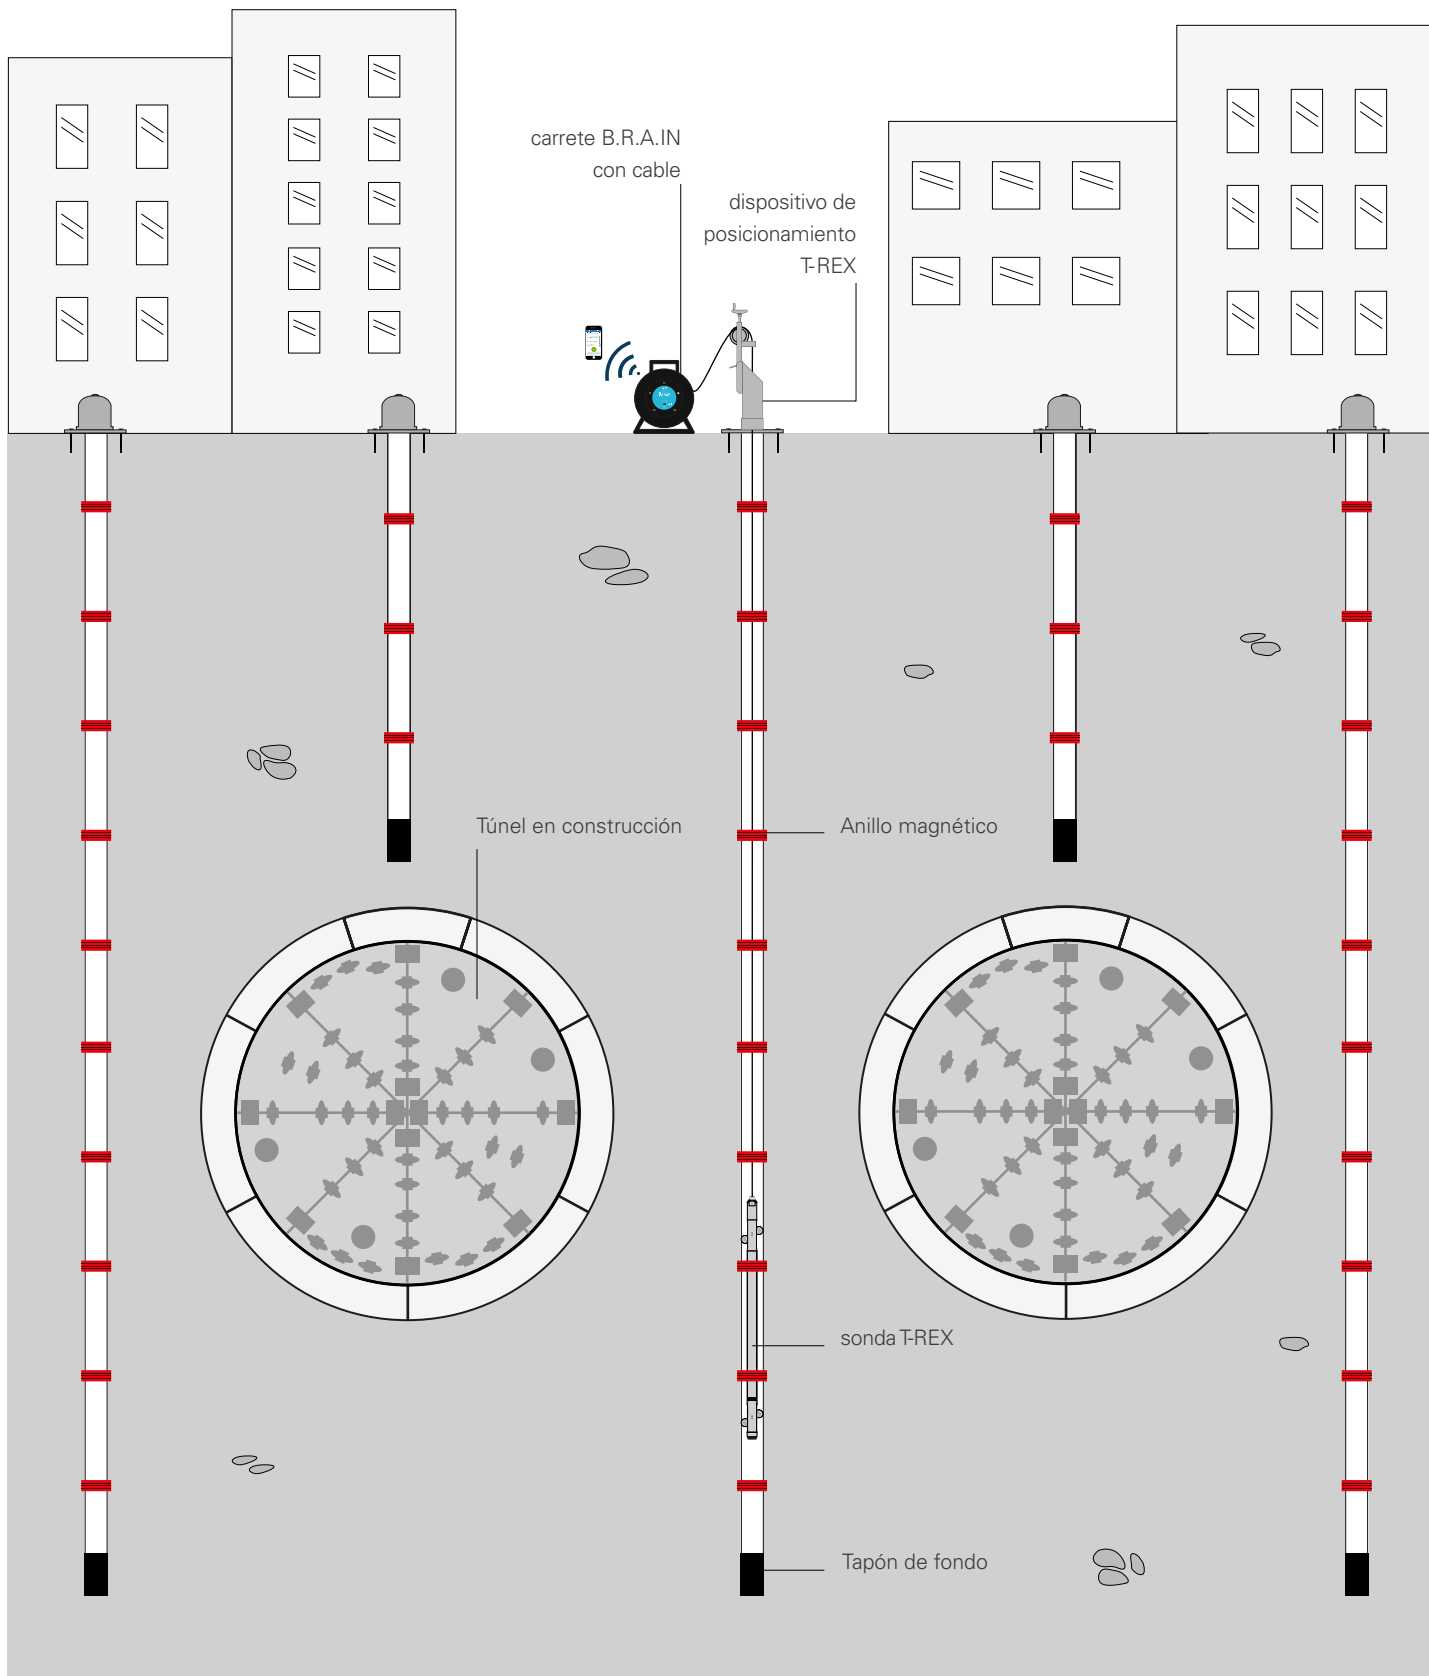 carrete B.R.A.IN
con cable
dispositivo de
posicionamiento
T-REX
Túnel en construcción
Anillo magnético
sonda T-REX
Tapón de fondo